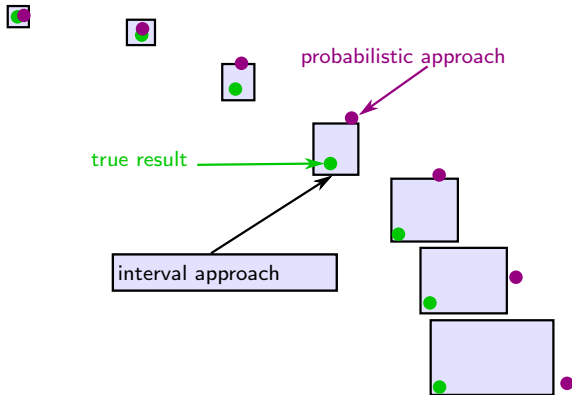 probabilistic approach
true result
interval approach